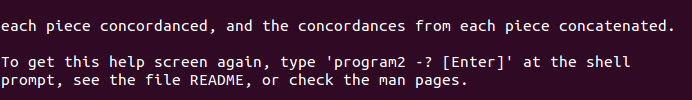 each piece concordanced, and the concordances from each piece concatenated.
To get this help screen again, type 'program2 -? [Enter]' at the shell
prompt, see the file README, or check the man pages.